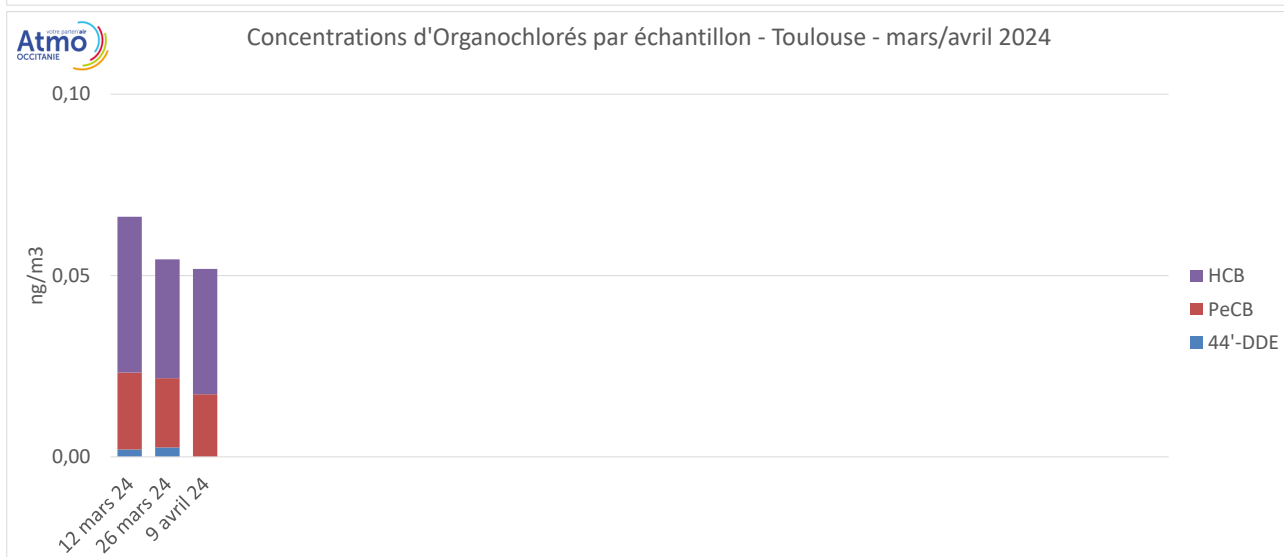 votre parten'air
Atmo
OCCITANIE
Concentrations d'Organochlorés par échantillon - Toulouse - mars/avril 2024
0,10
0,05
0,00
ng/m3
12 mars 24
26 mars 24
9 avril 24
HCB
PeCB
44'-DDE